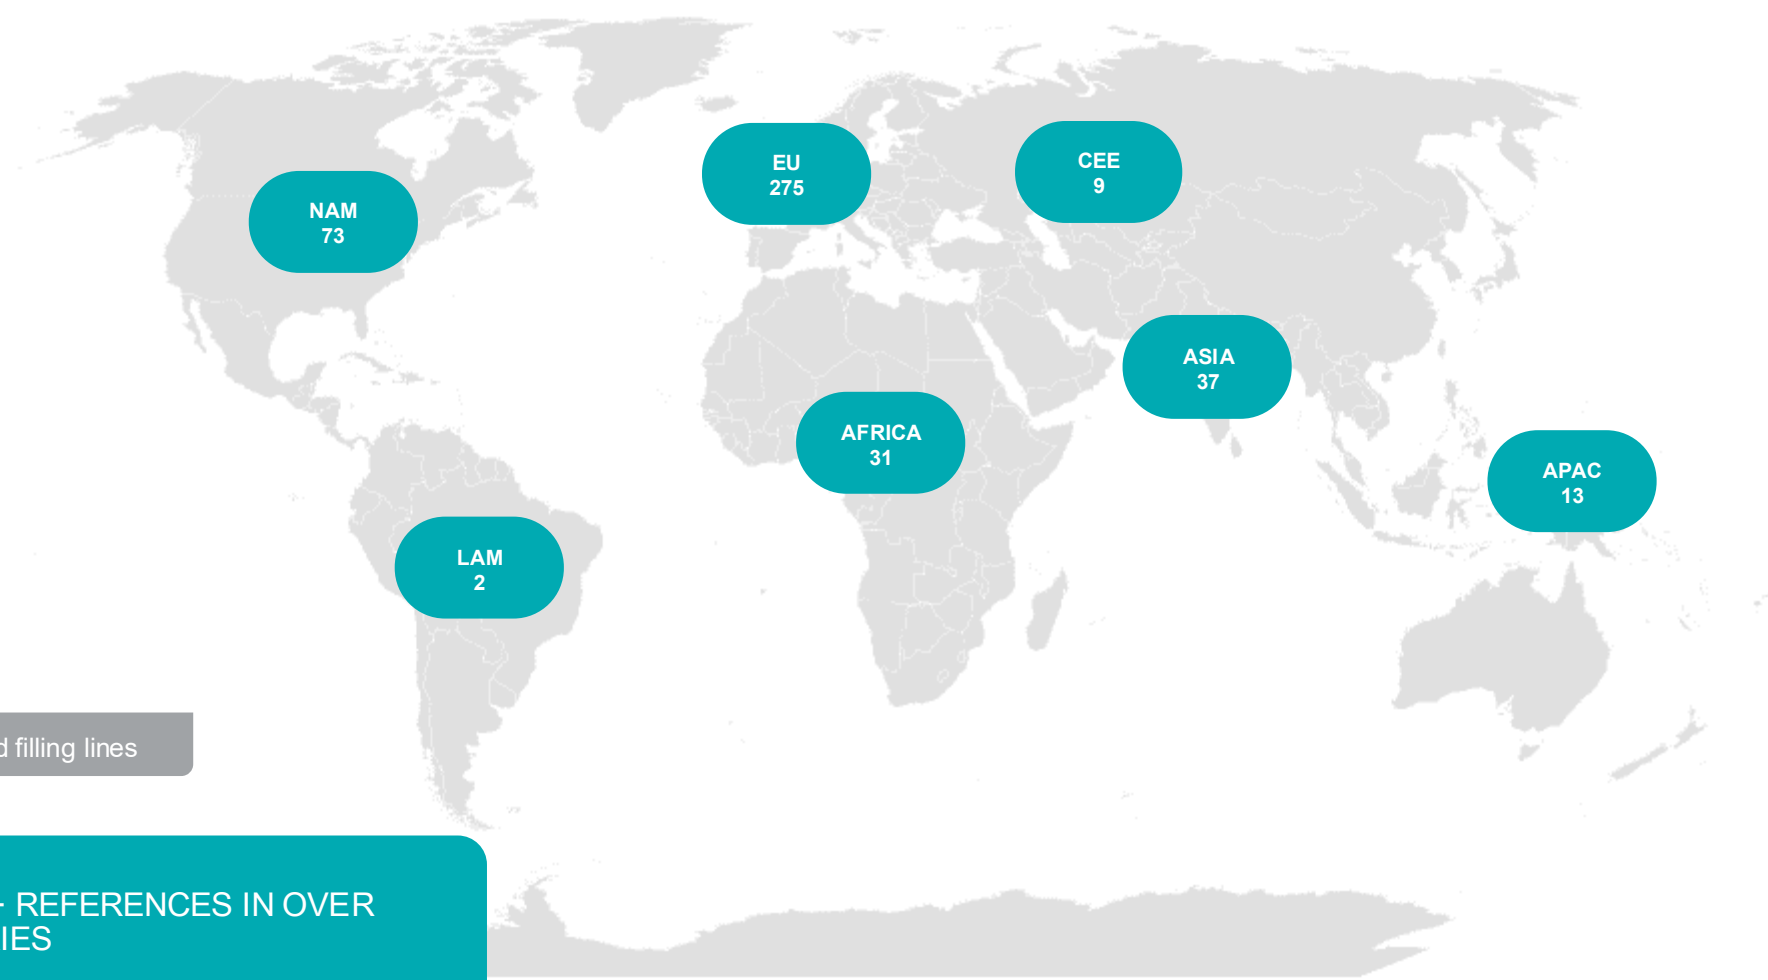 EU
275
CEE
9
NAM
73
ASIA
37
AFRICA
31
APAC
13
LAM
2
filling lines
REFERENCES IN OVER